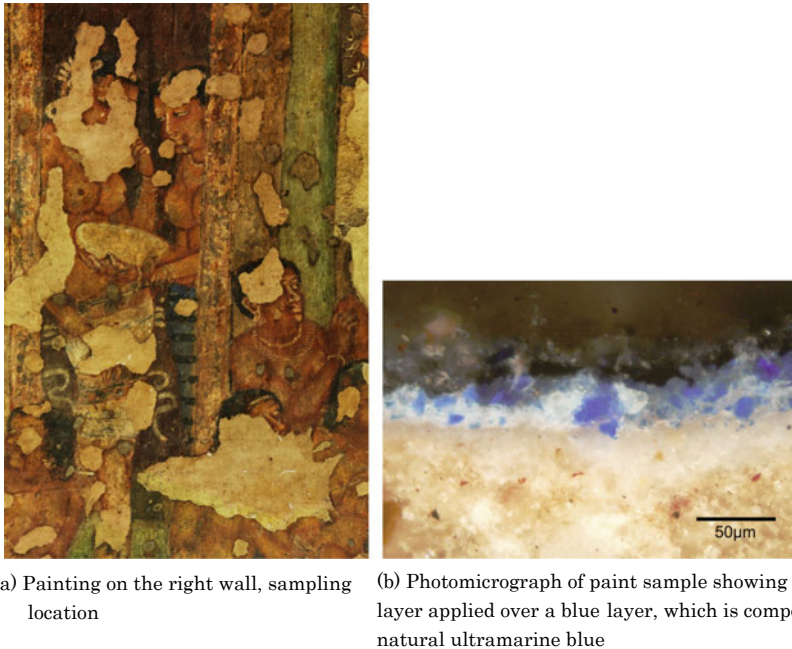 50µm
a) Painting on the right wall, sampling
location
(b) Photomicrograph of paint sample showing
layer applied over a blue layer, which is
natural ultramarine blue